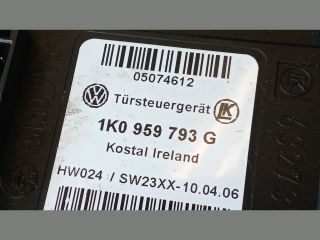 05074612
Türsteuergerät
1K0 959 793 G
Kostal Ireland
HW024 / SW23XX-10.04.06